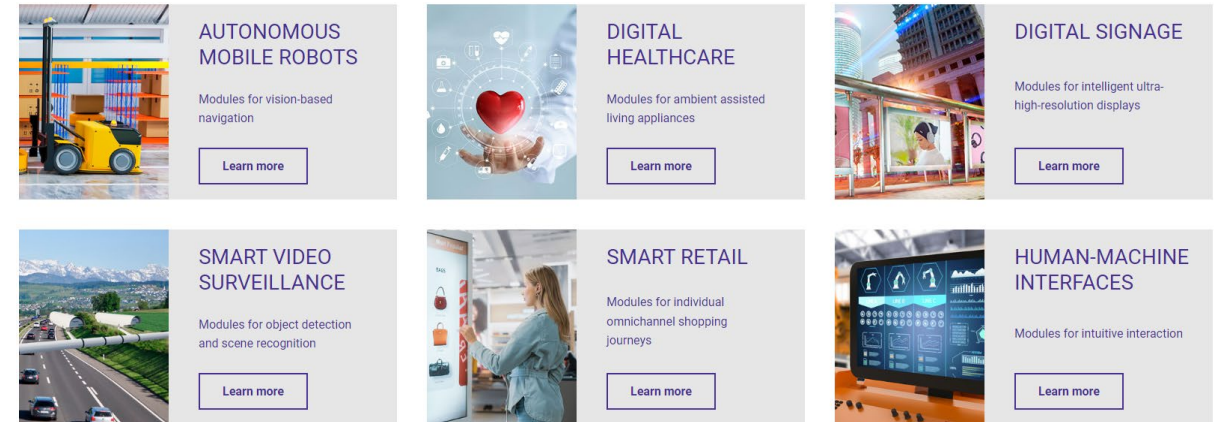 AUTONOMOUS
MOBILE ROBOTS
Modules for vision-based
navigation
Learn more
DIGITAL
HEALTHCARE
Modules for ambient assisted
living appliances
Learn more
DIGITAL SIGNAGE
Modules for intelligent ultra-
high-resolution displays
Learn more
SMART VIDEO
SURVEILLANCE
Modules for object detection
and scene recognition
Learn more
SMART RETAIL
Modules for individual
omnichannel shopping
journeys
Learn more
HUMAN-MACHINE
INTERFACES
Modules for intuitive interaction
Learn more